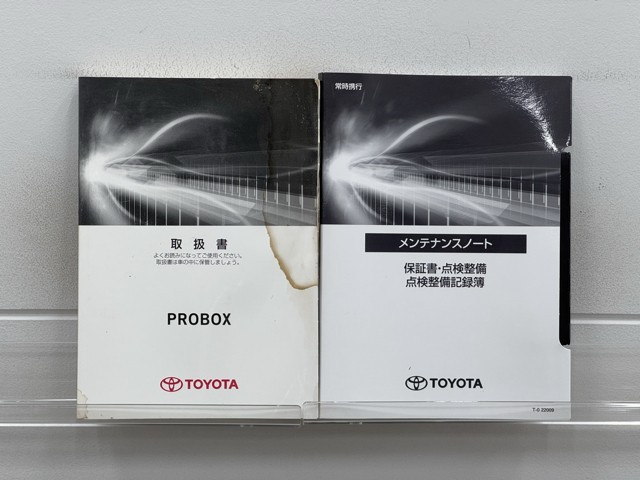 取扱書
よくお読みになってご使用ください。
取扱書は車の中に保管しましょう。
PROBOX
TOYOTA
常時携行
メンテナンスノート
保証書・点検整備
点検整備記録簿
TOYOTA